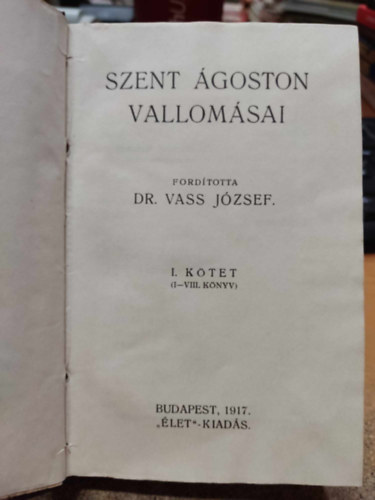 SZENT ÁGOSTON
VALLOMÁSAI
FORDÍTOTTA
DR. VASS JÓZSEF.
I. KÖTET
(I—VIII. KÖNYV)
BUDAPEST, 1917.
„ÉLET“-KIADÁS.